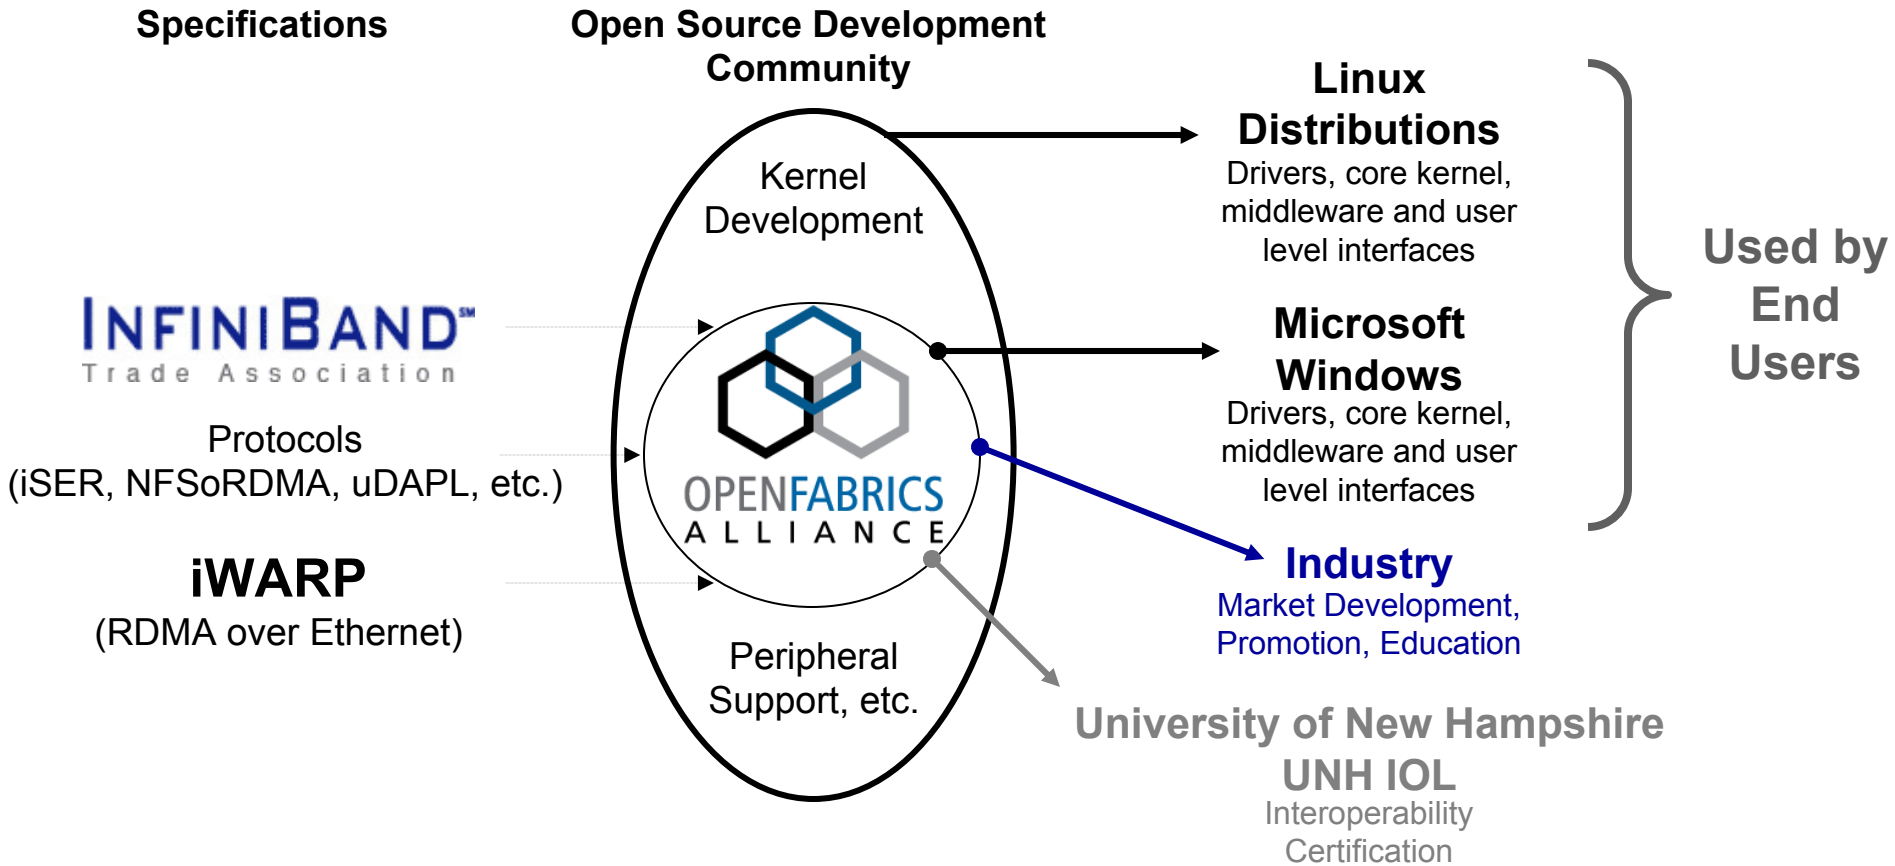 Specifications
Open Source Development
Community
Kernel
Development
INFINIBAND℠
Trade Association
Protocols
(iSER, NFSoRDMA, uDAPL, etc.)
iWARP
(RDMA over Ethernet)
OPENFABRICS
ALLIANCE
Peripheral
Support, etc.
Linux
Distributions
Drivers, core kernel,
middleware and user
level interfaces
Microsoft
Windows
Drivers, core kernel,
middleware and user
level interfaces
Used by
End
Users
Industry
Market Development,
Promotion, Education
University of New Hampshire
UNH IOL
Interoperability
Certification